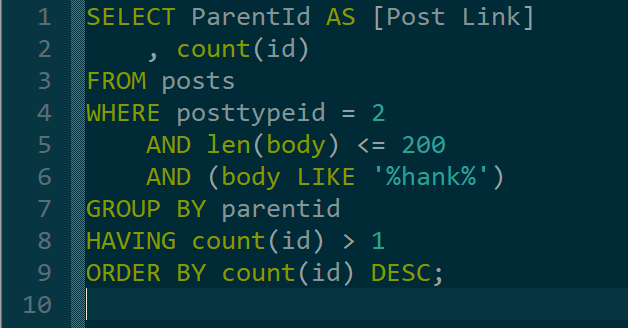 1 SELECT ParentId AS [Post Link]
2     , count(id)
3 FROM posts
4 WHERE posttypeid = 2
5     AND len(body) <= 200
6     AND (body LIKE '%hank%')
7 GROUP BY parentid
8 HAVING count(id) > 1
9 ORDER BY count(id) DESC;
10